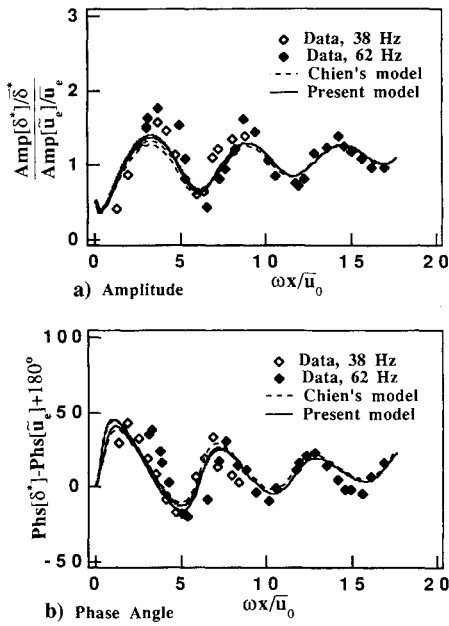 3
◇ Data, 38 Hz
◆ Data, 62 Hz
---- Chien's model
— Present model
Amp[δ*]/δ̄*
Amp[ũe]/ūe
2
1
0
0 5 10 15 20
a) Amplitude
ωx/ū0
100
◇ Data, 38 Hz
◆ Data, 62 Hz
---- Chien's model
— Present model
Phs[δ*]-Phs[ũe]+180°
50
0
-50
0 5 10 15 20
b) Phase Angle
ωx/ū0